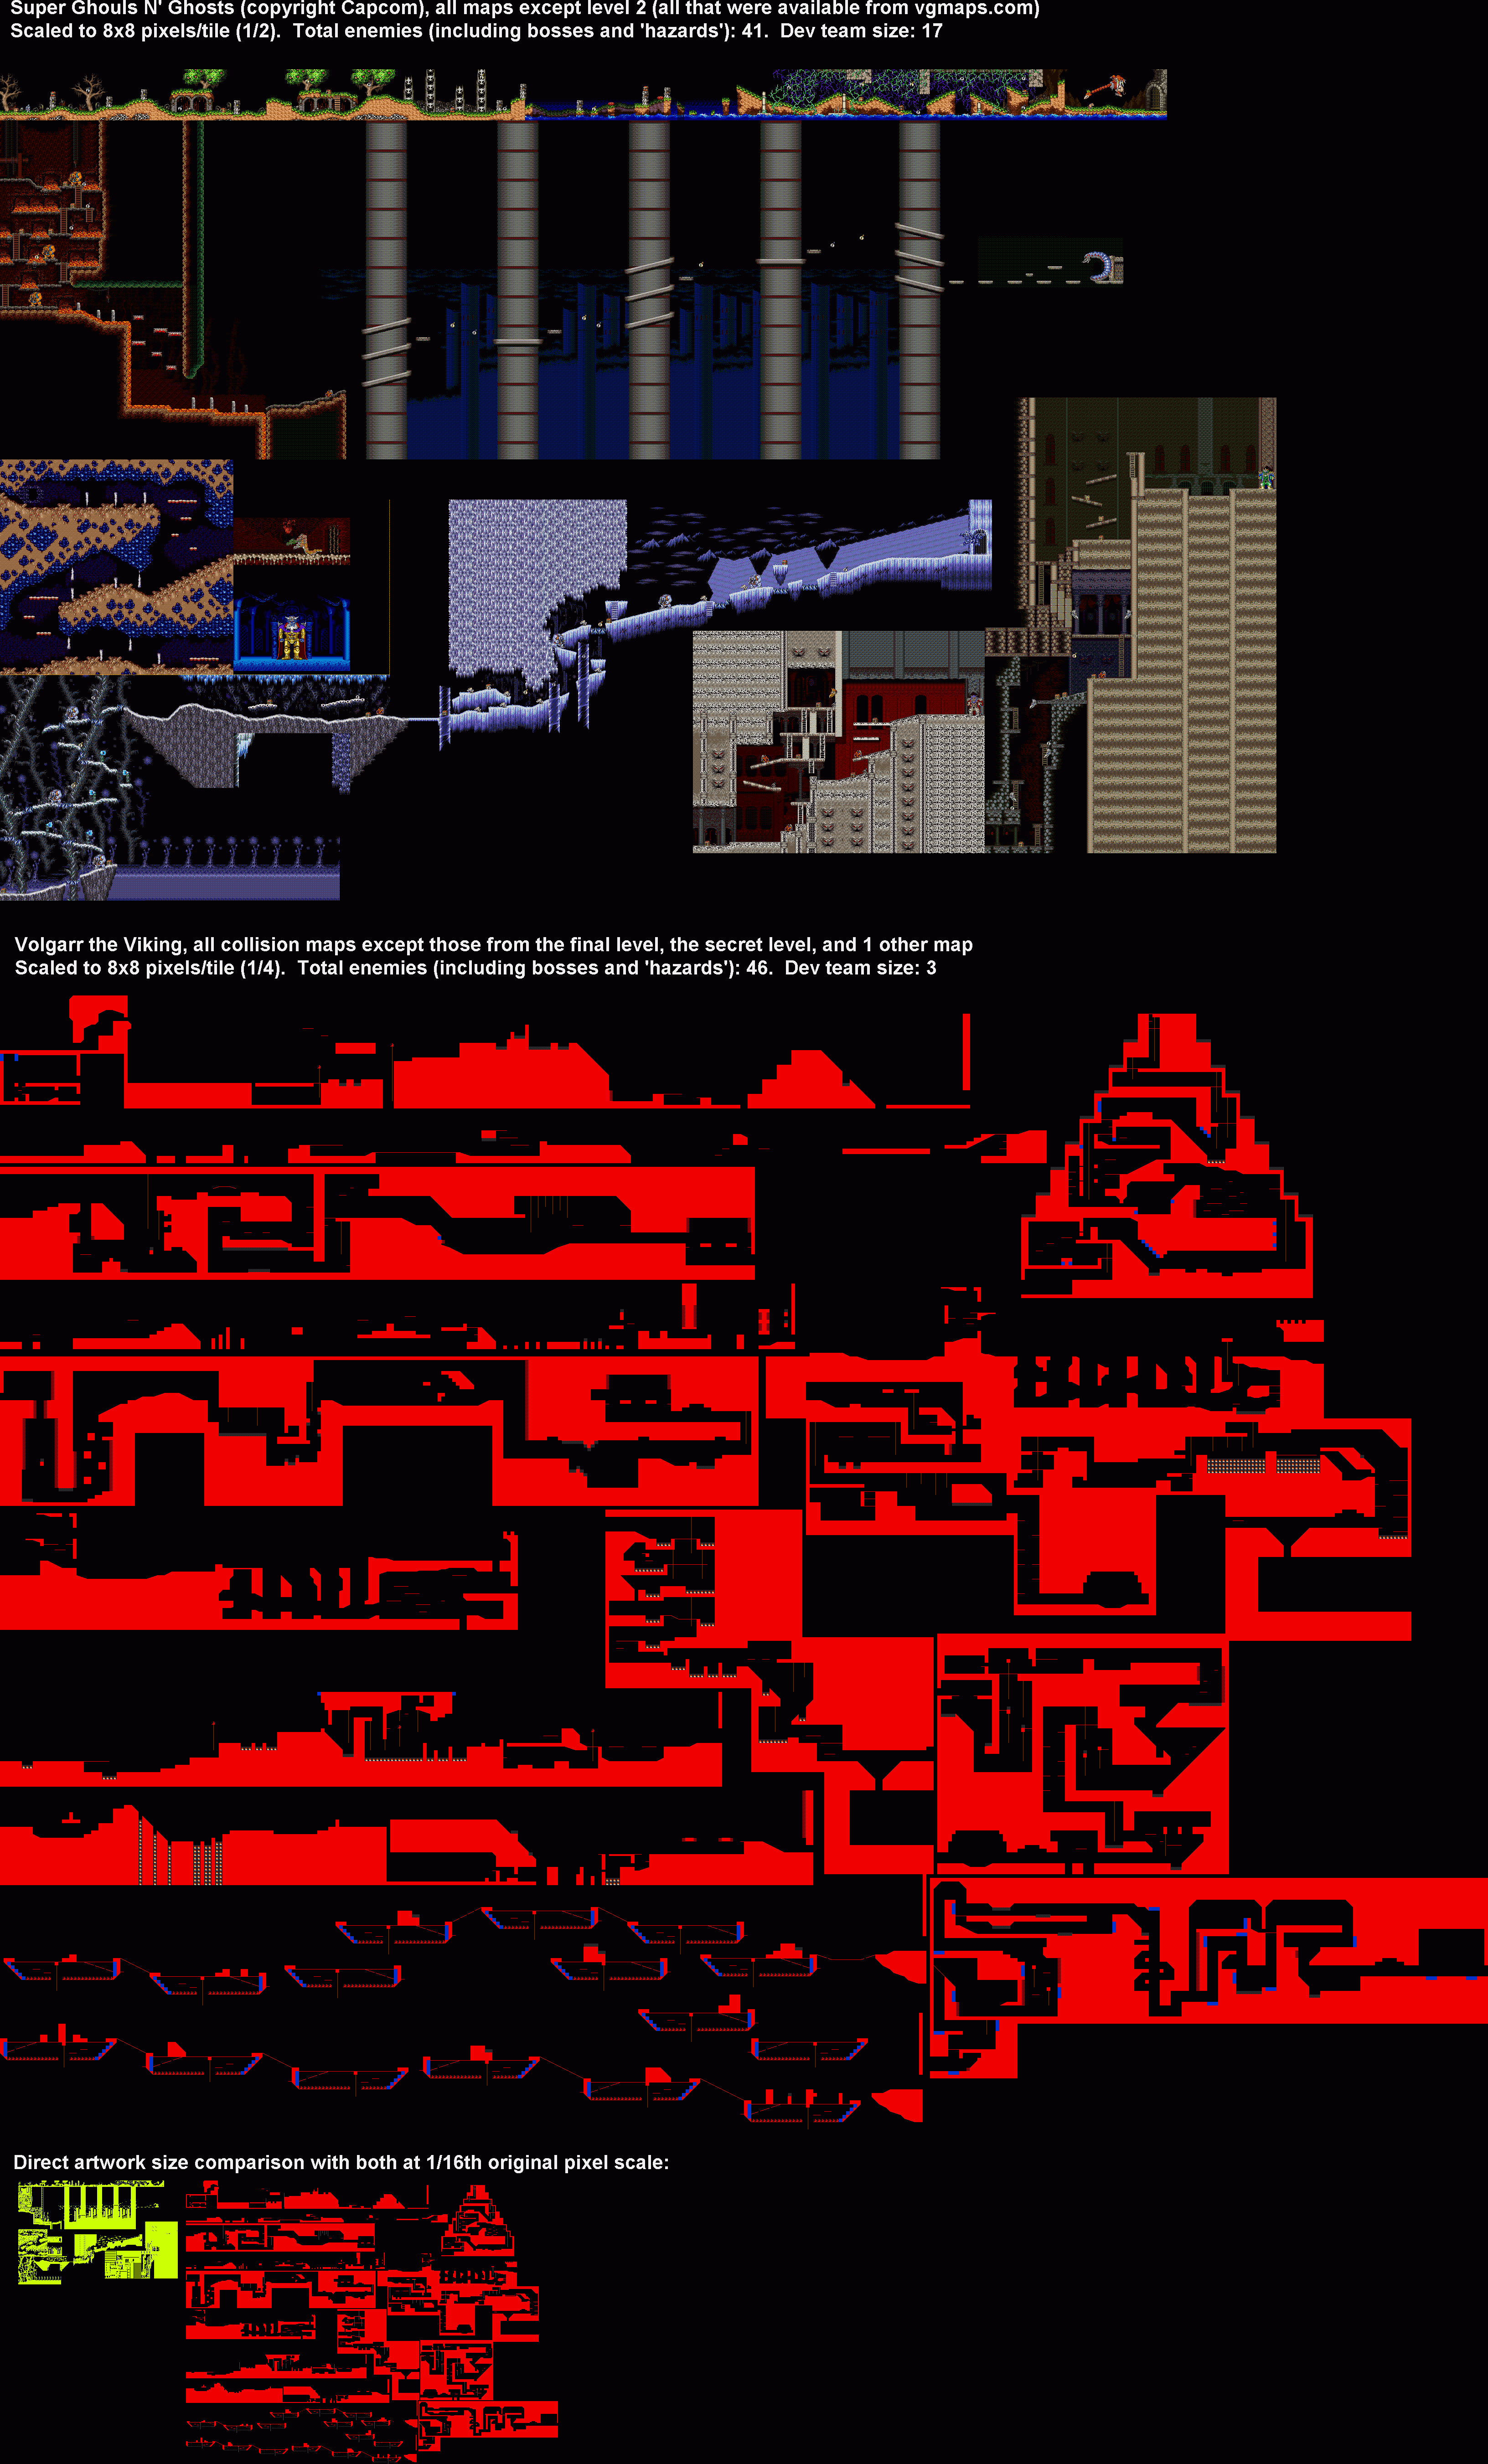 Super Ghouls N' Ghosts (copyright Capcom), all maps except level 2 (all that were available from vgmaps.com)
Scaled to 8x8 pixels/tile (1/2).  Total enemies (including bosses and 'hazards'): 41.  Dev team size: 17
Volgarr the Viking, all collision maps except those from the final level, the secret level, and 1 other map
Scaled to 8x8 pixels/tile (1/4).  Total enemies (including bosses and 'hazards'): 46.  Dev team size: 3
Direct artwork size comparison with both at 1/16th original pixel scale: